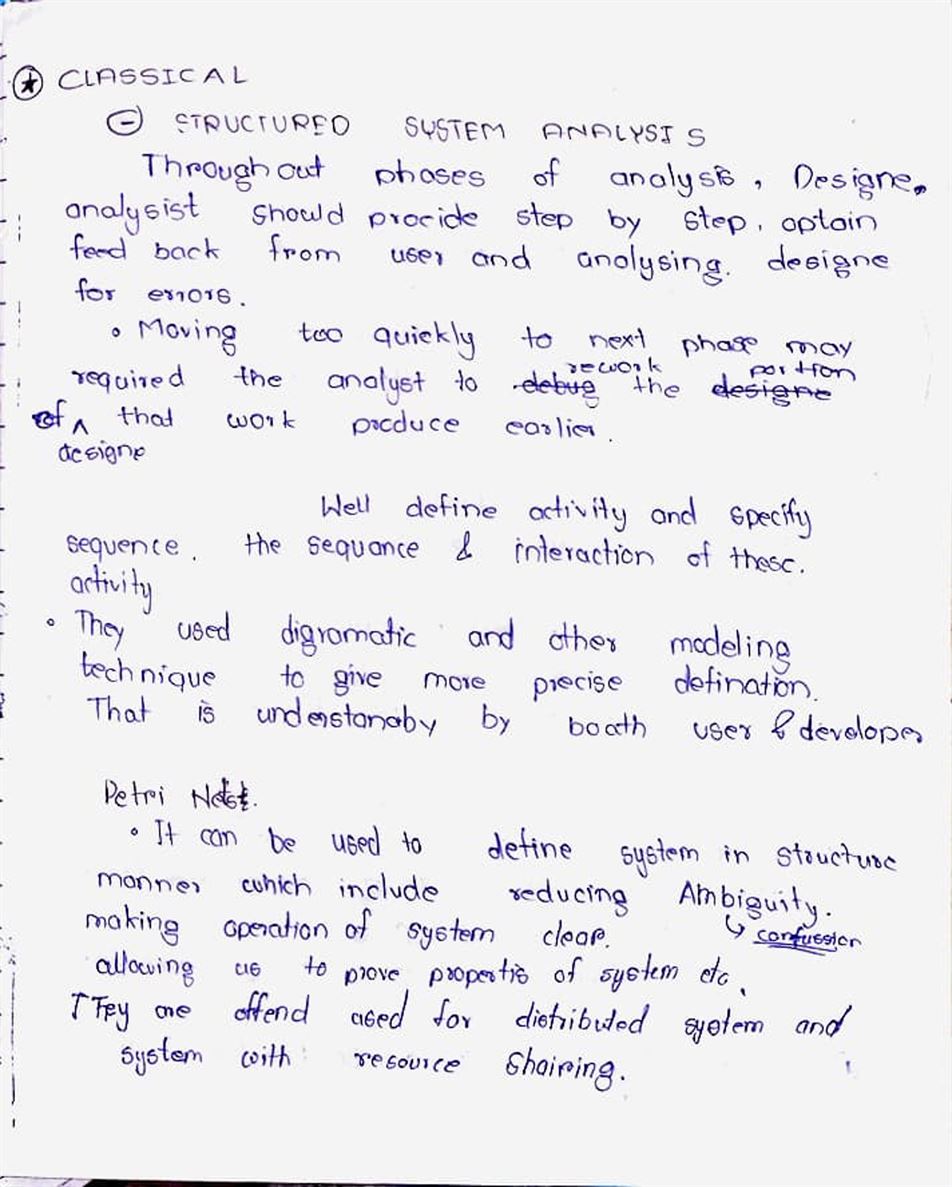 CLASSICAL
STRUCTURED SYSTEM ANALYSIS
Through out phases of analysis, Designe,
analysist should procide step by step, optain
feed back from user and analysing. designe
for errors.
• Moving too quickly to next phase may
rework portion
required the analyst to debug the designe
of ^ that work produce earlier.
designe
Well define activity and specify
sequence. the sequance & interaction of these.
activity
• They used digramatic and other modeling
technique to give more precise defination.
That is understanaby by boath user & developer
Petri Nets.
• It can be used to define system in structure
manner which include reducing Ambiguity.
making operation of system clear. ↳ confussion
allowing us to prove propertis of system etc.
They are offend used for distributed system and
system with resource Shairing.